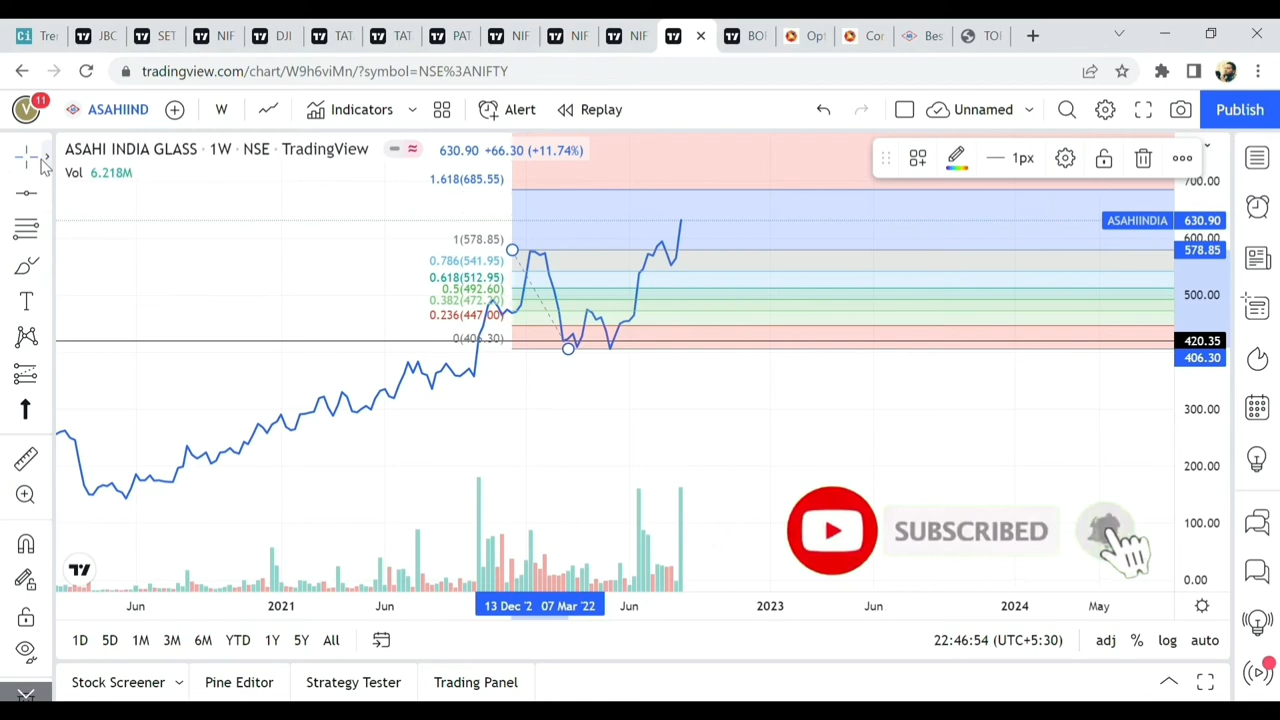 Tren JBC SET NIF DJI TAT TAT PAT NIF NIF NIF BOI Opt Cor Bes TOI
tradingview.com/chart/W9h6viMn/?symbol=NSE%3ANIFTY
11 ASAHIIND W Indicators Alert Replay Unnamed Publish
ASAHI INDIA GLASS · 1W · NSE · TradingView 630.90 +66.30 (+11.74%)
1px
Vol 6.218M
1.618(685.55)
700.00
ASAHIINDIA 630.90
1(578.85)
600.00
578.85
0.786(541.95)
0.618(512.95)
0.5(492.60)
500.00
0.382(472.20)
0.236(447.00)
0(406.30)
420.35
406.30
300.00
200.00
100.00
SUBSCRIBED
0.00
Jun 2021 Jun 13 Dec '2 07 Mar '22 Jun 2023 Jun 2024 May
1D 5D 1M 3M 6M YTD 1Y 5Y All 22:46:54 (UTC+5:30) adj % log auto
Stock Screener Pine Editor Strategy Tester Trading Panel